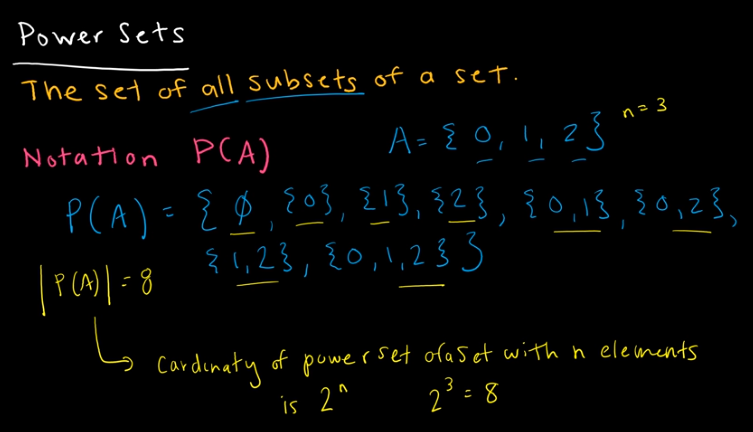 Power Sets
The set of all subsets of a set.
n = 3
A = { 0, 1, 2 }
Notation P(A)
P(A) = { ∅, {0}, {1}, {2}, {0,1}, {0,2},
{1,2}, {0,1,2} }
|P(A)| = 8
cardinaty of power set of a set with n elements
is 2ⁿ 2³ = 8